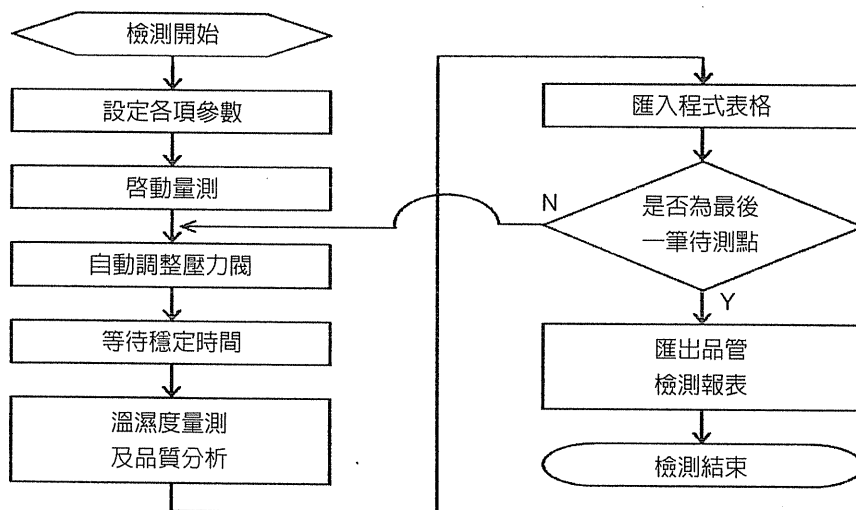 檢測開始
設定各項參數
啓動量測
自動調整壓力閥
等待穩定時間
溫濕度量測
及品質分析
匯入程式表格
是否為最後
一筆待測點
N
Y
匯出品管
檢測報表
檢測結束